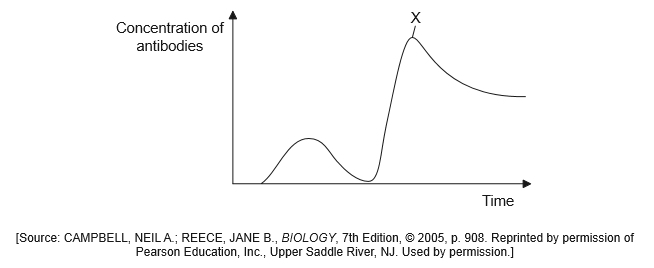 X
Concentration of
antibodies
Time
[Source: CAMPBELL, NEIL A.; REECE, JANE B., BIOLOGY, 7th Edition, © 2005, p. 908. Reprinted by permission of
Pearson Education, Inc., Upper Saddle River, NJ. Used by permission.]